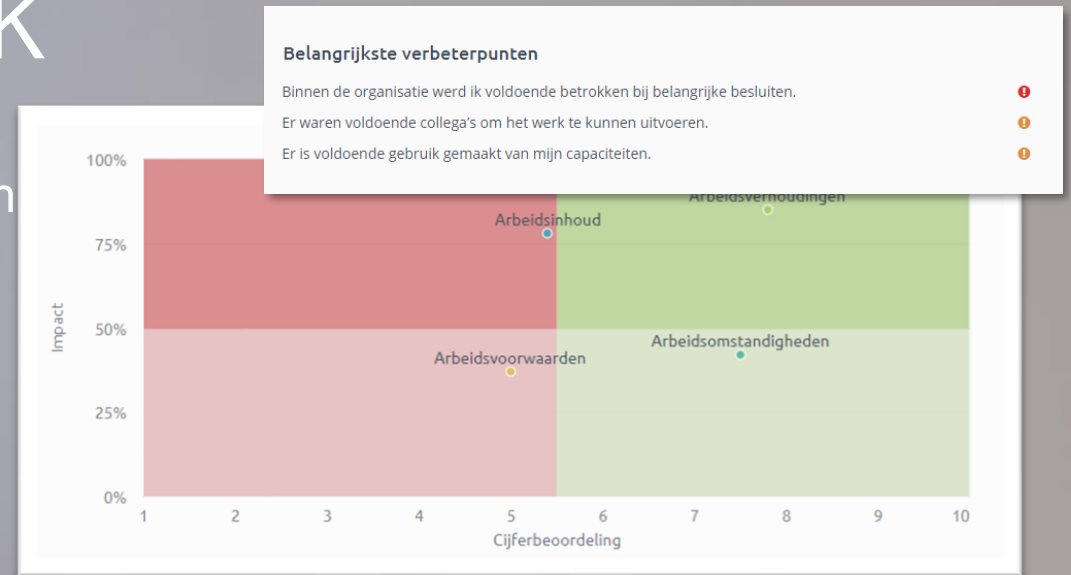 K
n
Belangrijkste verbeterpunten
Binnen de organisatie werd ik voldoende betrokken bij belangrijke besluiten.
Er waren voldoende collega's om het werk te kunnen uitvoeren.
Er is voldoende gebruik gemaakt van mijn capaciteiten.
100%
75%
50%
25%
0%
Impact
Arbeidsverhoudingen
Arbeidsinhoud
Arbeidsomstandigheden
Arbeidsvoorwaarden
1 2 3 4 5 6 7 8 9 10
Cijferbeoordeling